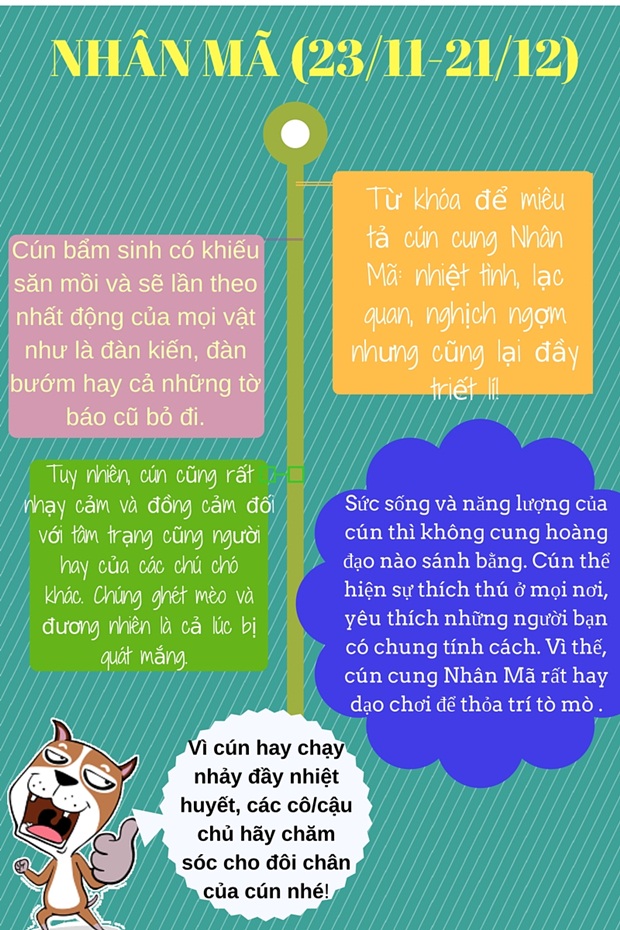 NHÂN MÃ (23/11-21/12)
Từ khóa để miêu
tả cún cung Nhân
Mã: nhiệt tình, lạc
quan, nghịch ngợm
nhưng cũng lại đầy
triết lí!
Cún bẩm sinh có khiếu
săn mồi và sẽ lần theo
nhất động của mọi vật
như là đàn kiến, đàn
bướm hay cả những tờ
báo cũ bỏ đi.
Tuy nhiên, cún cũng rất
nhạy cảm và đồng cảm đối
với tâm trạng cũng người
hay của các chú chó
khác. Chúng ghét mèo và
đương nhiên là cả lúc bị
quát mắng.
Sức sống và năng lượng của
cún thì không cung hoàng
đạo nào sánh bằng. Cún thể
hiện sự thích thú ở mọi nơi,
yêu thích những người bạn
có chung tính cách. Vì thế,
cún cung Nhân Mã rất hay
dạo chơi để thỏa trí tò mò .
Vì cún hay chạy
nhảy đầy nhiệt
huyết, các cô/cậu
chủ hãy chăm
sóc cho đôi chân
của cún nhé!